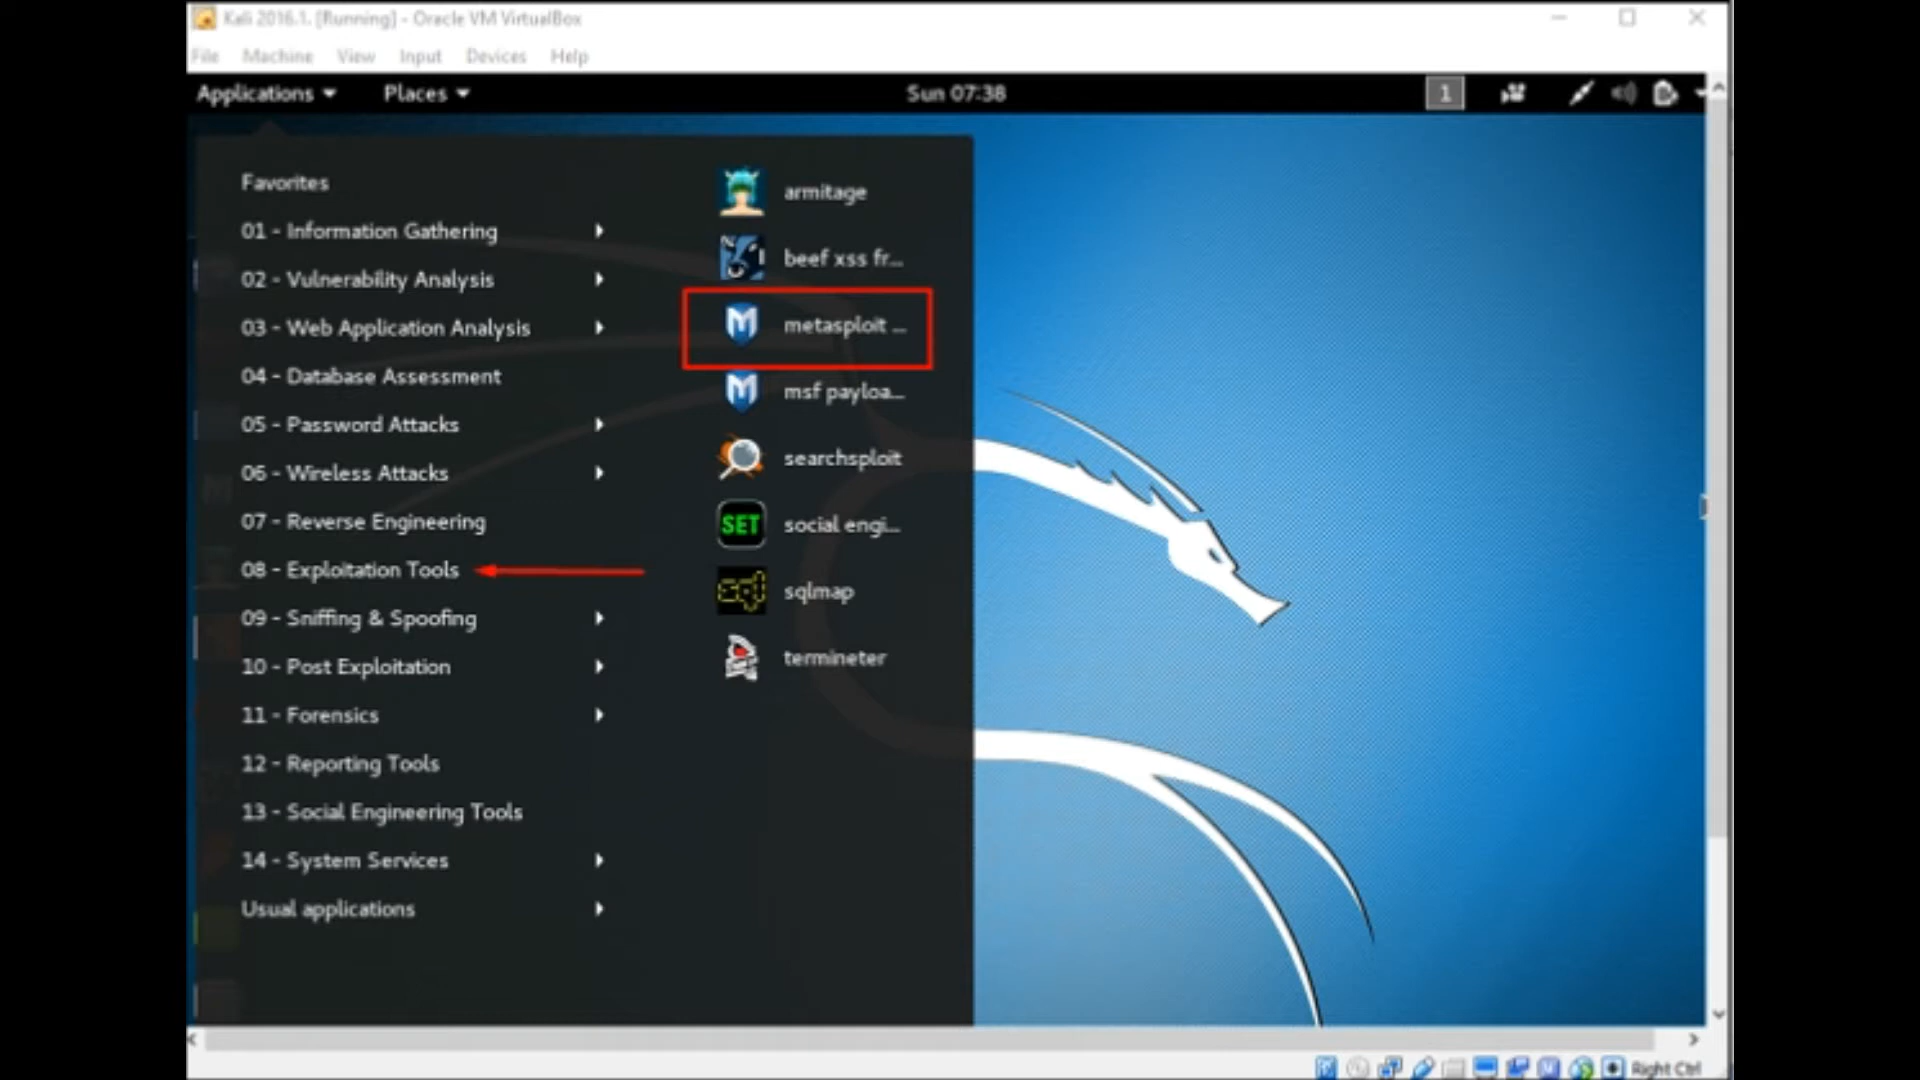 Kali 2016.1. [Running] - Oracle VM VirtualBox
File Machine View Input Devices Help
Applications Places Sun 07:38 1
Favorites
01 - Information Gathering
02 - Vulnerability Analysis
03 - Web Application Analysis
04 - Database Assessment
05 - Password Attacks
06 - Wireless Attacks
07 - Reverse Engineering
08 - Exploitation Tools
09 - Sniffing & Spoofing
10 - Post Exploitation
11 - Forensics
12 - Reporting Tools
13 - Social Engineering Tools
14 - System Services
Usual applications
armitage
beef xss fr...
metasploit ...
msf payloa...
searchsploit
SET social engi...
sqlmap
termineter
Right Ctrl